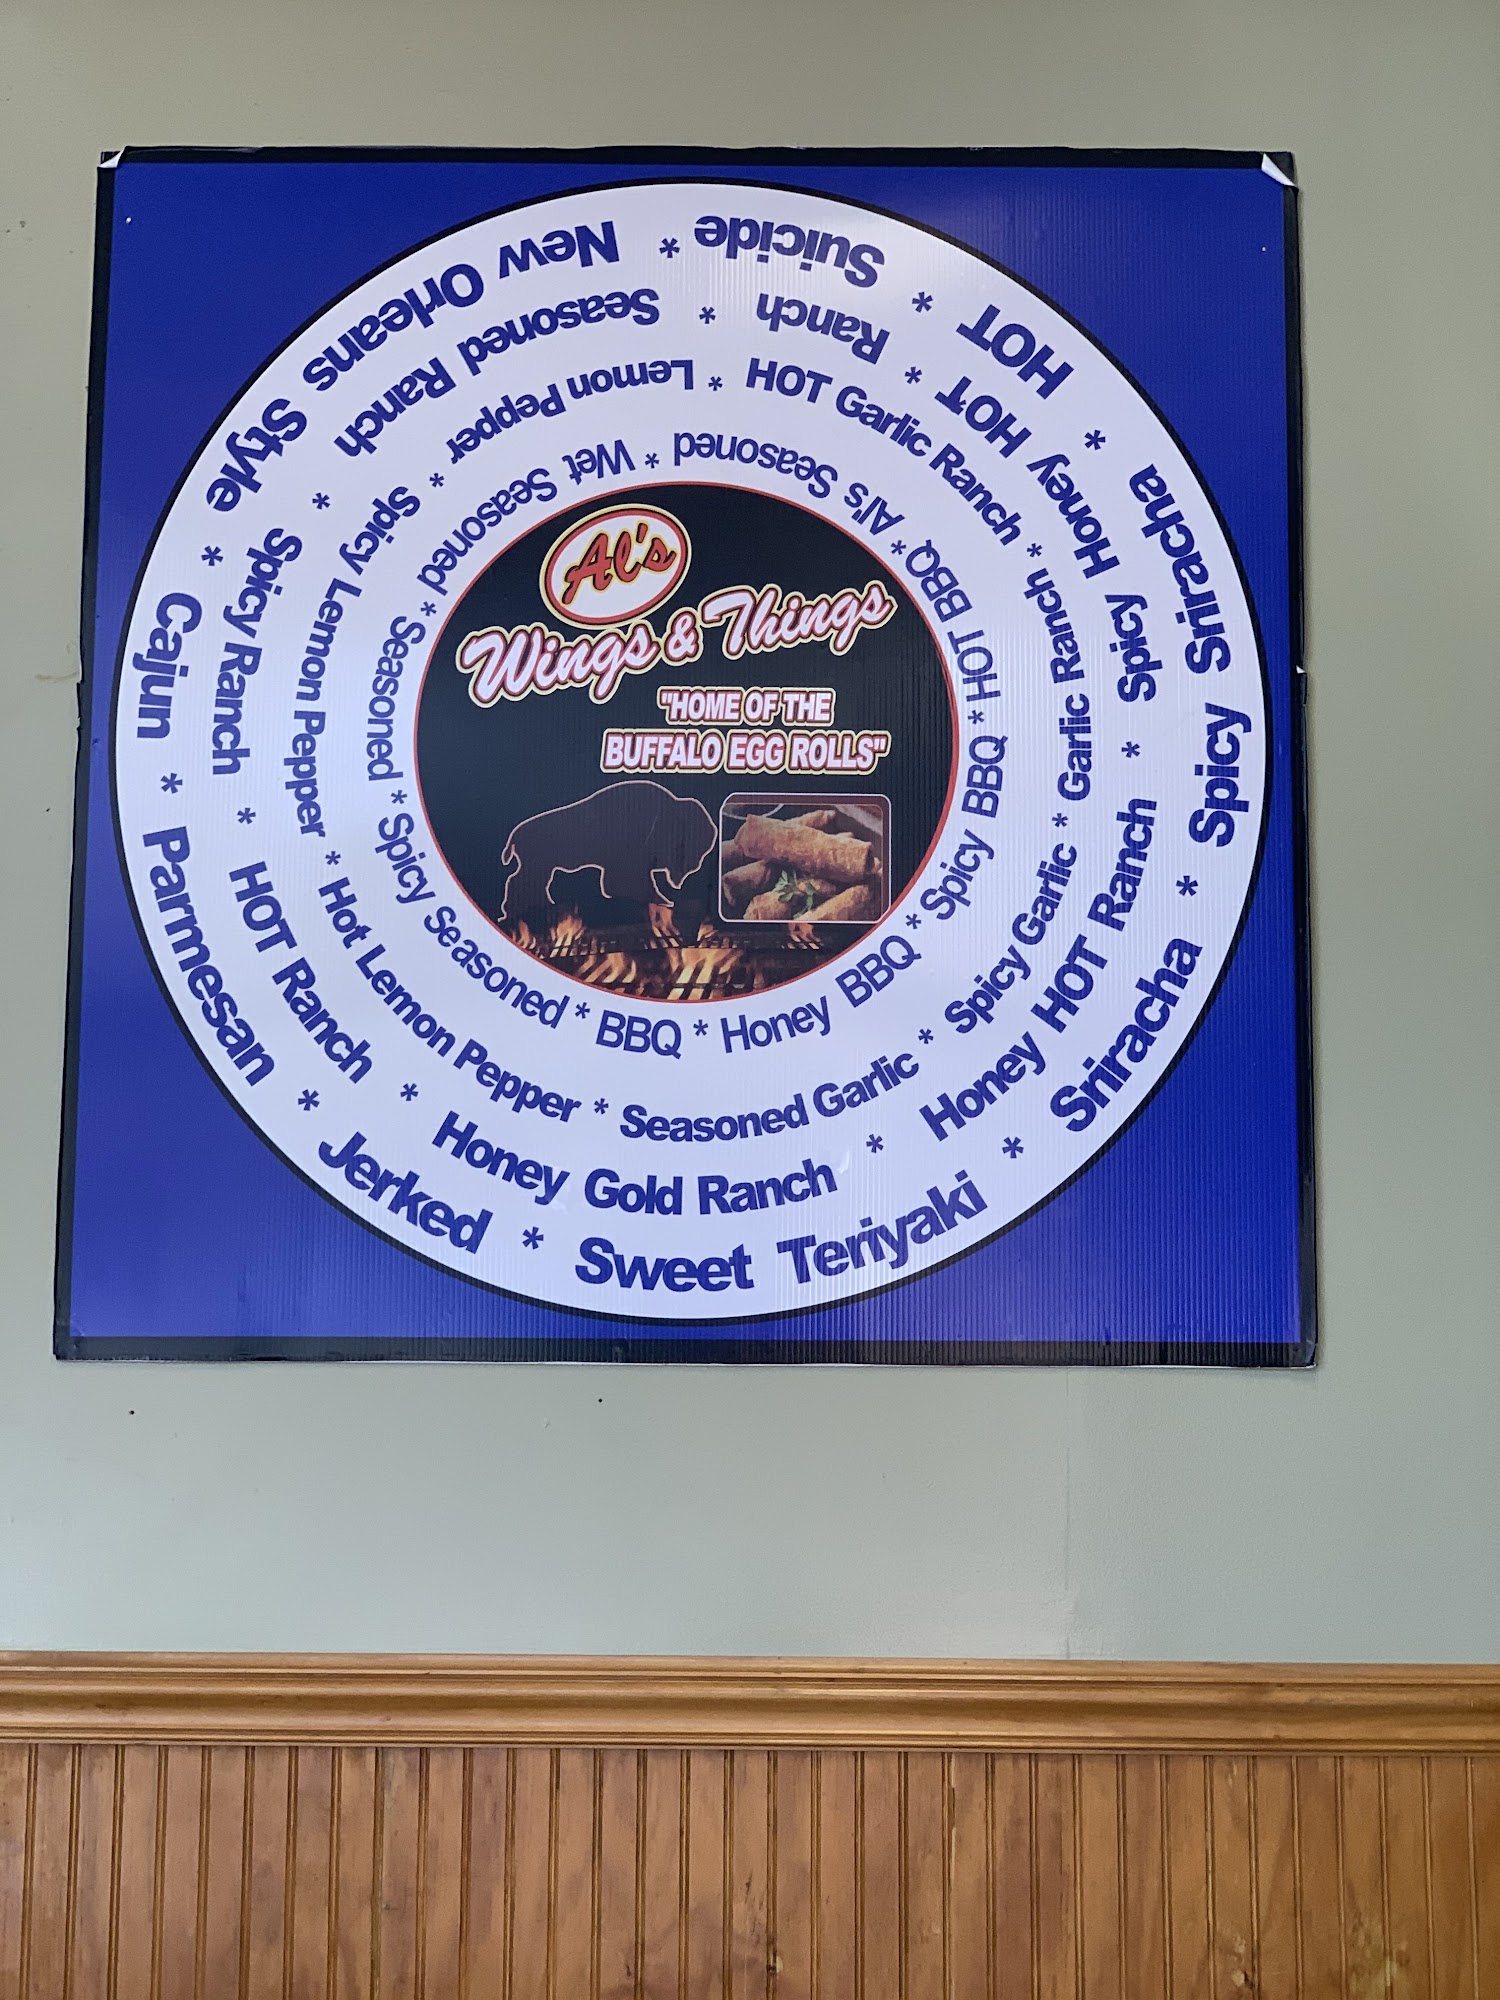 New Orleans Style * Cajun * Parmesan * Jerked * Sweet Teriyaki * Sriracha * Spicy Sriracha * HOT * Suicide *
Seasoned Ranch * Spicy Ranch * HOT Ranch * Honey Gold Ranch * Honey HOT Ranch * Spicy Honey HOT * Ranch *
Lemon Pepper * Spicy Lemon Pepper * Hot Lemon Pepper * Seasoned Garlic * Spicy Garlic * Garlic Ranch * HOT Garlic Ranch *
Wet Seasoned * Seasoned * Spicy Seasoned * BBQ * Honey BBQ * Spicy BBQ * HOT BBQ * Al's Seasoned *
Al's
Wings & Things
"HOME OF THE
BUFFALO EGG ROLLS"